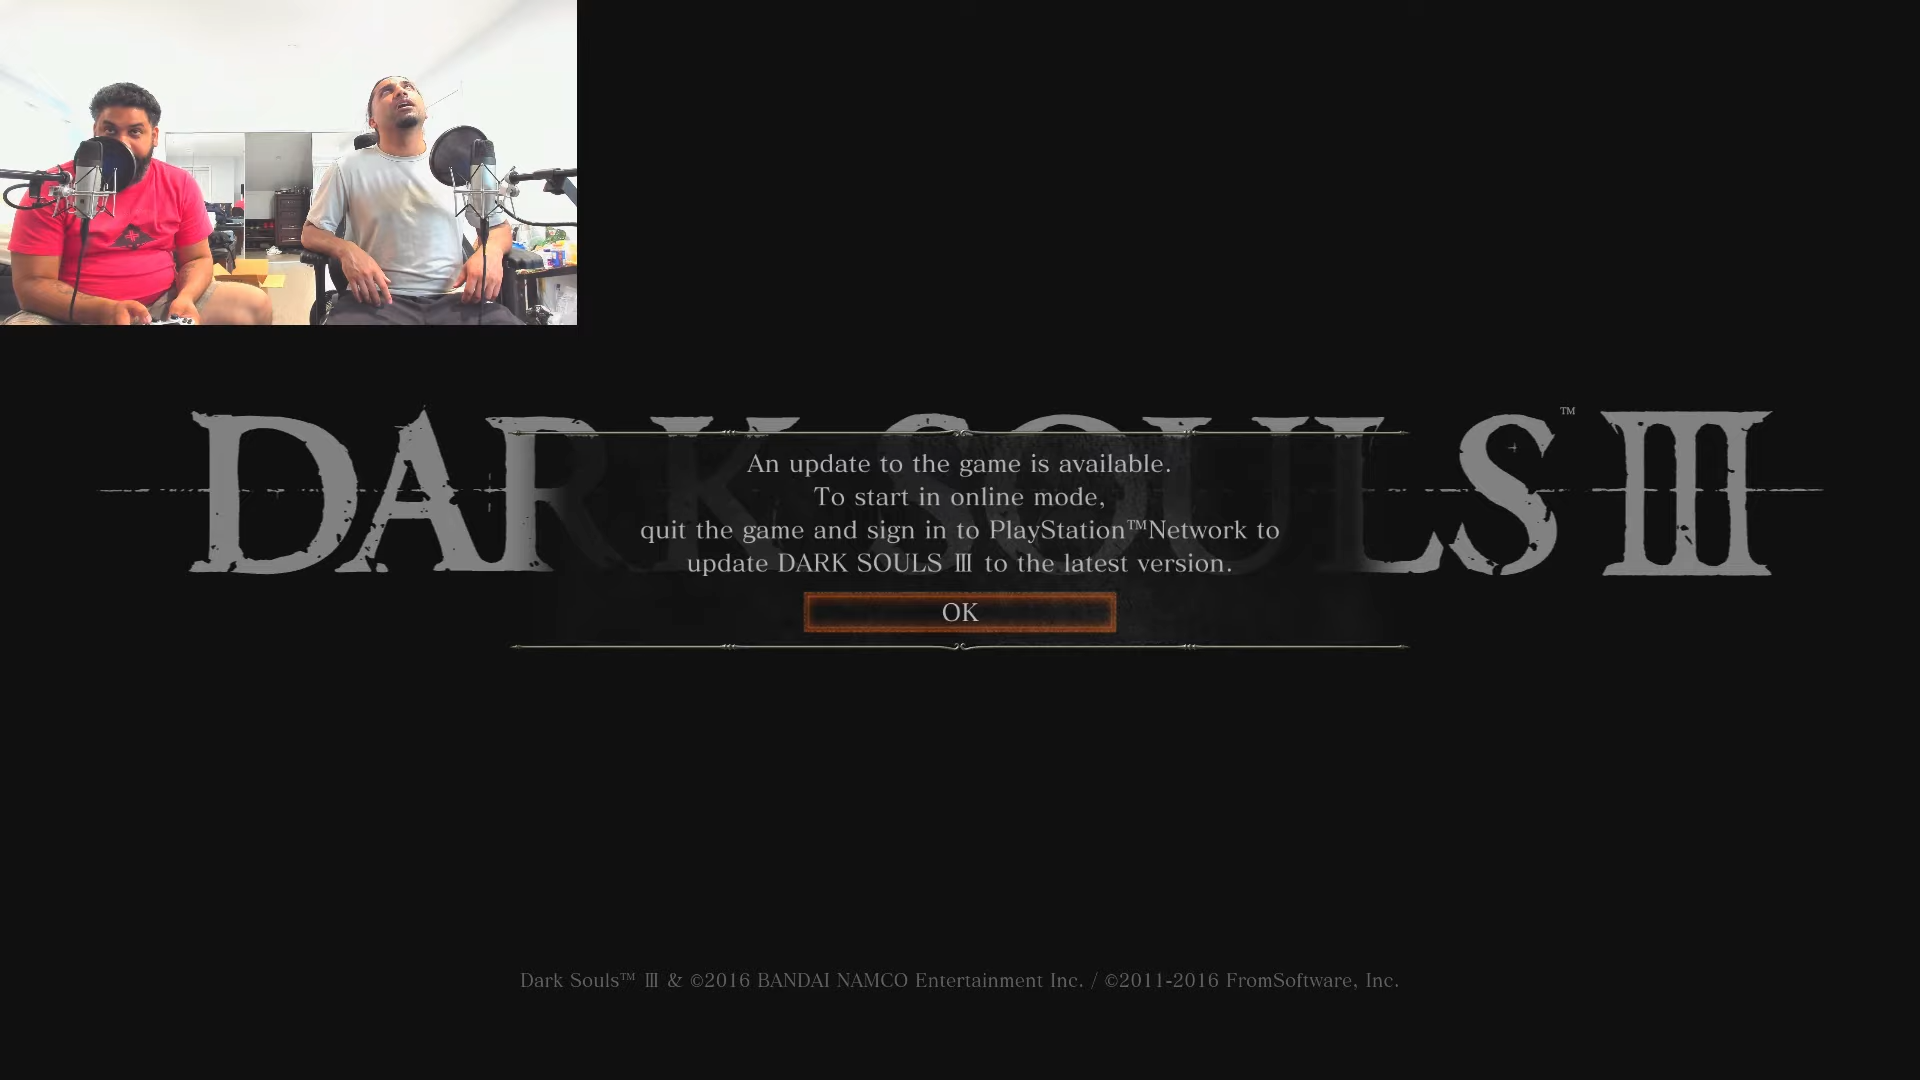 DARK SOULS III™
An update to the game is available.
To start in online mode,
quit the game and sign in to PlayStation™Network to
update DARK SOULS III to the latest version.
OK
Dark Souls™ III & ©2016 BANDAI NAMCO Entertainment Inc. / ©2011-2016 FromSoftware, Inc.